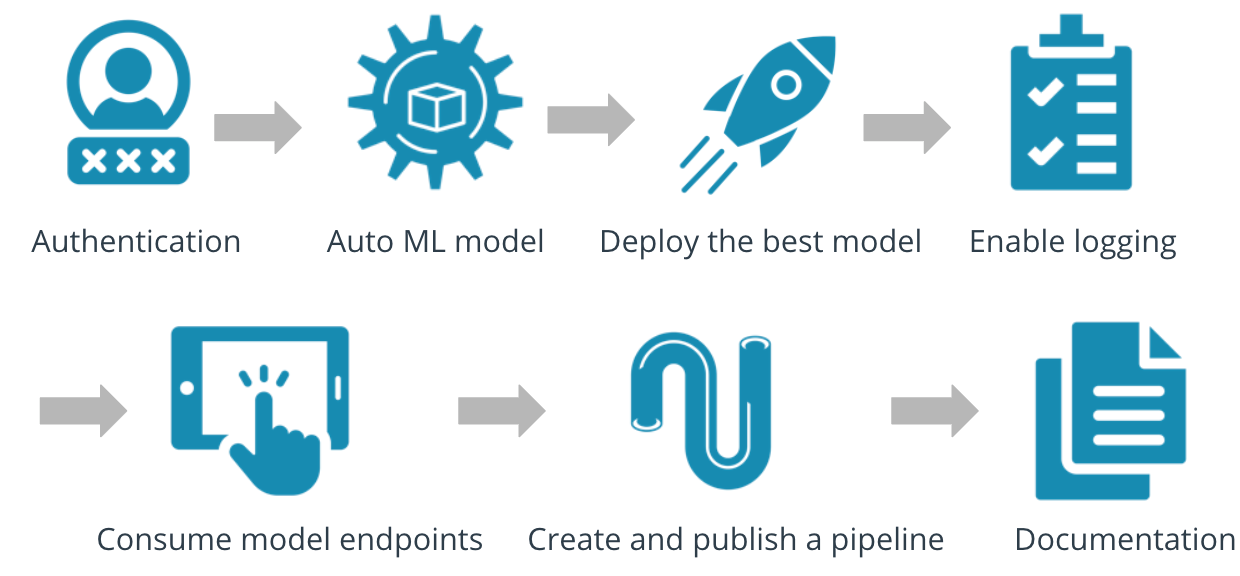 Authentication
Auto ML model
Deploy the best model
Enable logging
Consume model endpoints
Create and publish a pipeline
Documentation